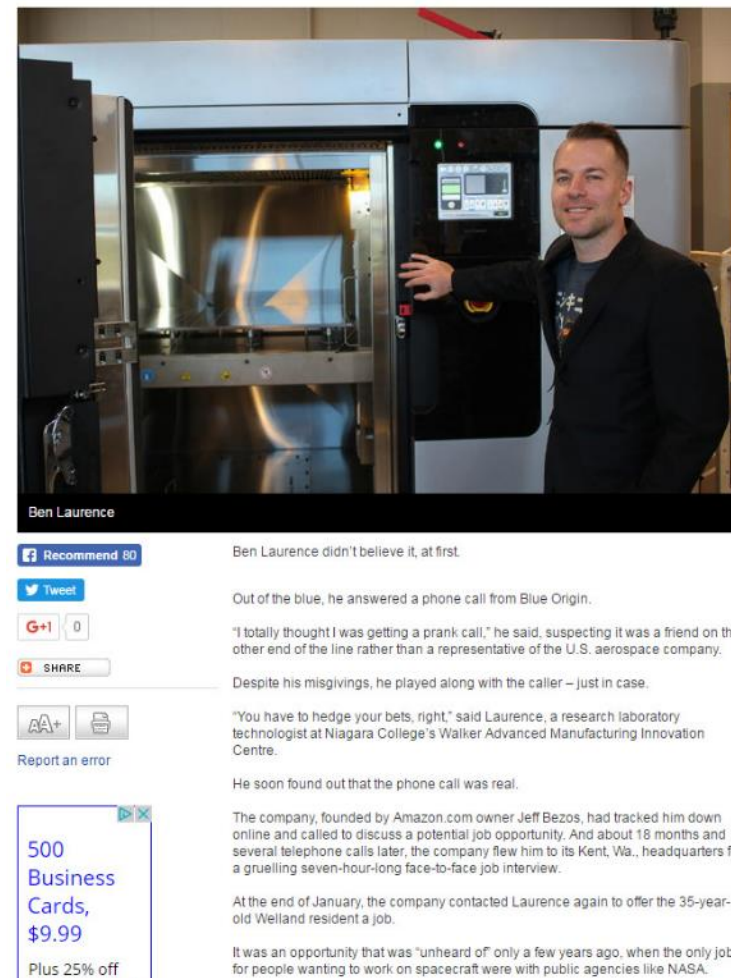 Ben Laurence
Recommend 80
Tweet
G+1 0
SHARE
AA+
Report an error
500
Business
Cards,
$9.99
Plus 25% off
Ben Laurence didn't believe it, at first.
Out of the blue, he answered a phone call from Blue Origin.
“I totally thought I was getting a prank call,” he said, suspecting it was a friend on th
other end of the line rather than a representative of the U.S. aerospace company.
Despite his misgivings, he played along with the caller – just in case.
“You have to hedge your bets, right,” said Laurence, a research laboratory
technologist at Niagara College’s Walker Advanced Manufacturing Innovation
Centre.
He soon found out that the phone call was real.
The company, founded by Amazon.com owner Jeff Bezos, had tracked him down
online and called to discuss a potential job opportunity. And about 18 months and
several telephone calls later, the company flew him to its Kent, Wa., headquarters f
a gruelling seven-hour-long face-to-face job interview.
At the end of January, the company contacted Laurence again to offer the 35-year-
old Welland resident a job.
It was an opportunity that was “unheard of” only a few years ago, when the only job
for people wanting to work on spacecraft were with public agencies like NASA.